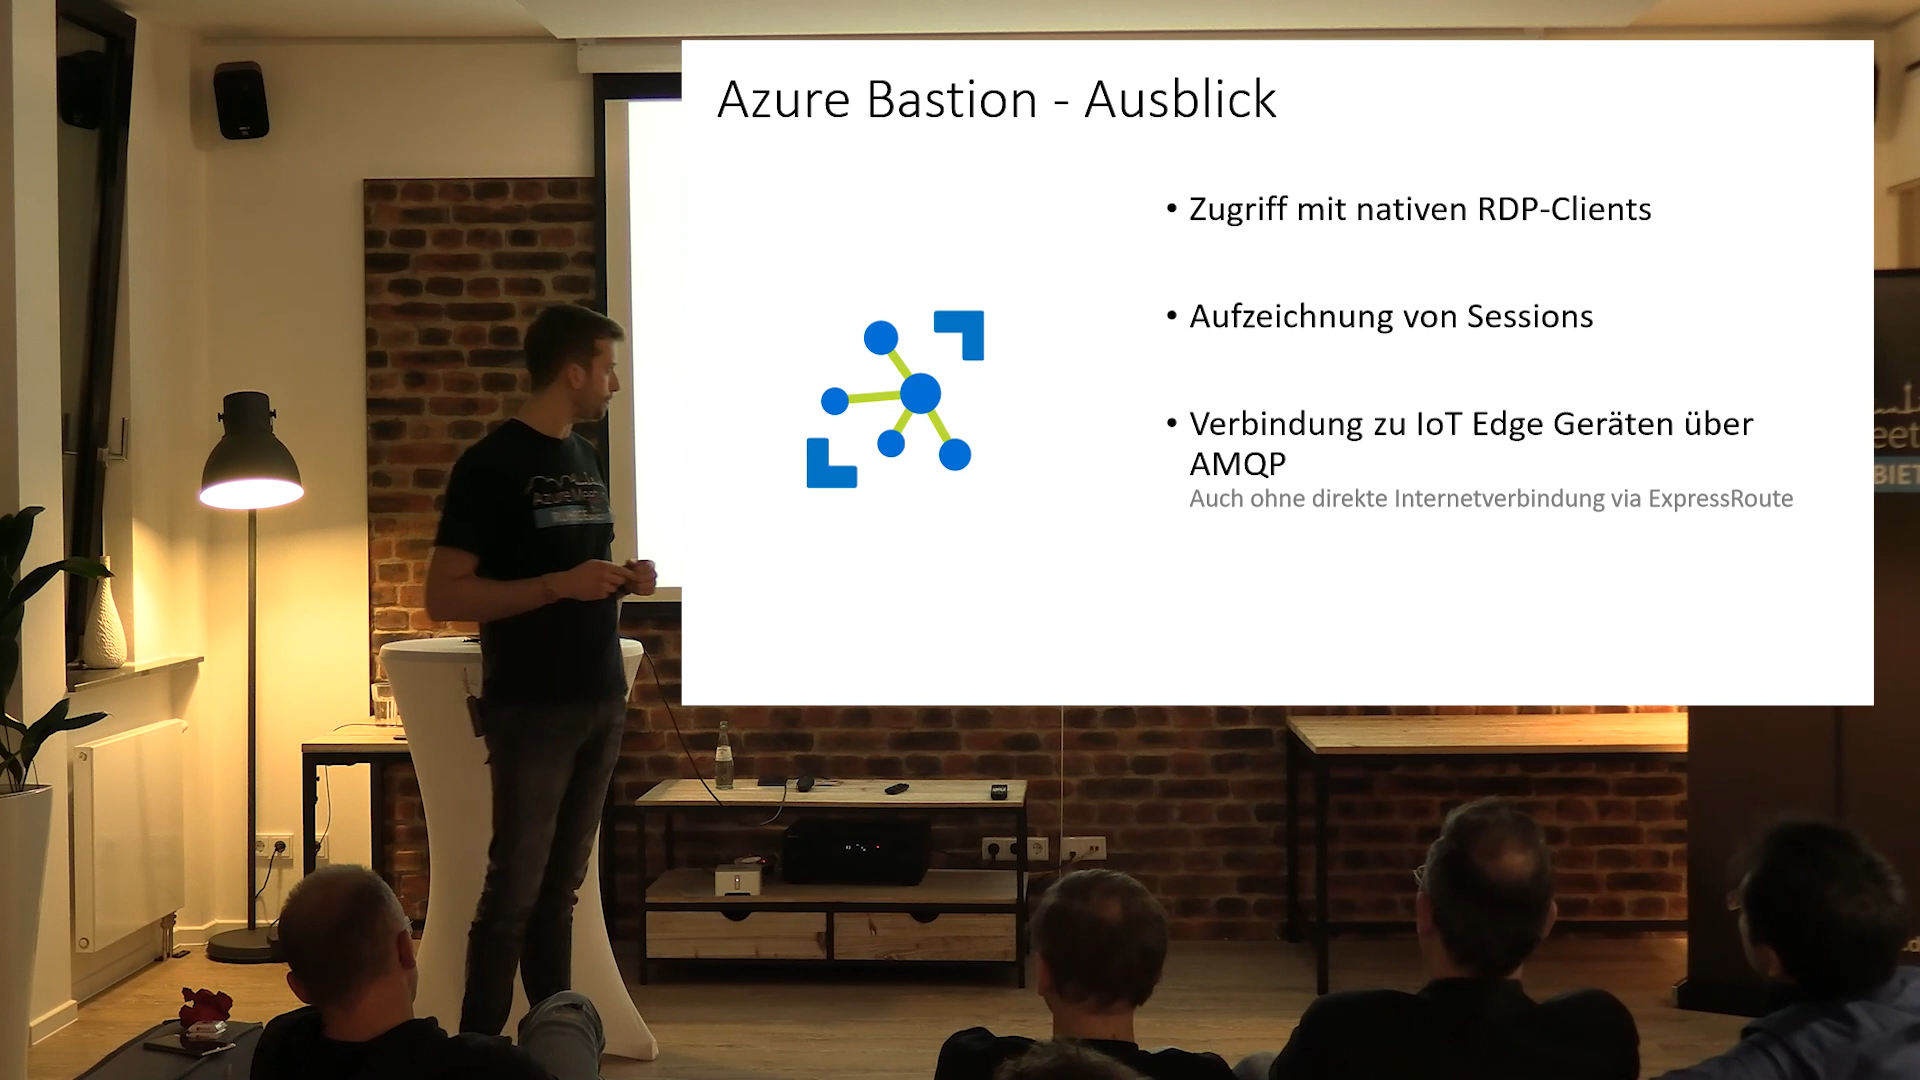 Azure Bastion - Ausblick
• Zugriff mit nativen RDP-Clients
• Aufzeichnung von Sessions
• Verbindung zu IoT Edge Geräten über
AMQP
Auch ohne direkte Internetverbindung via ExpressRoute